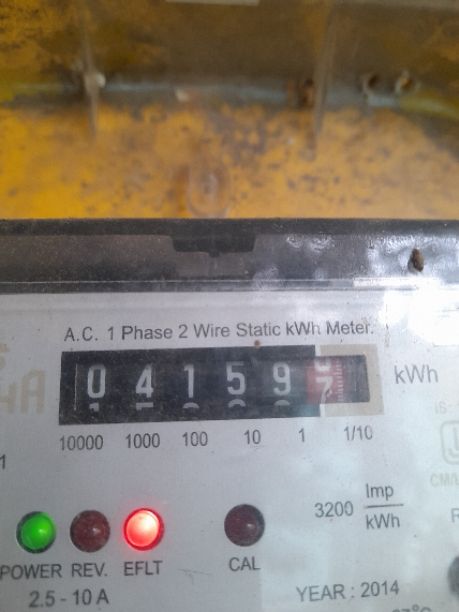 A.C. 1 Phase 2 Wire Static kWh Meter.
4A
0 4 1 5 9 7 kWh
10000 1000 100 10 1 1/10
3200 Imp/kWh
POWER REV. EFLT CAL
2.5 - 10 A
YEAR : 2014